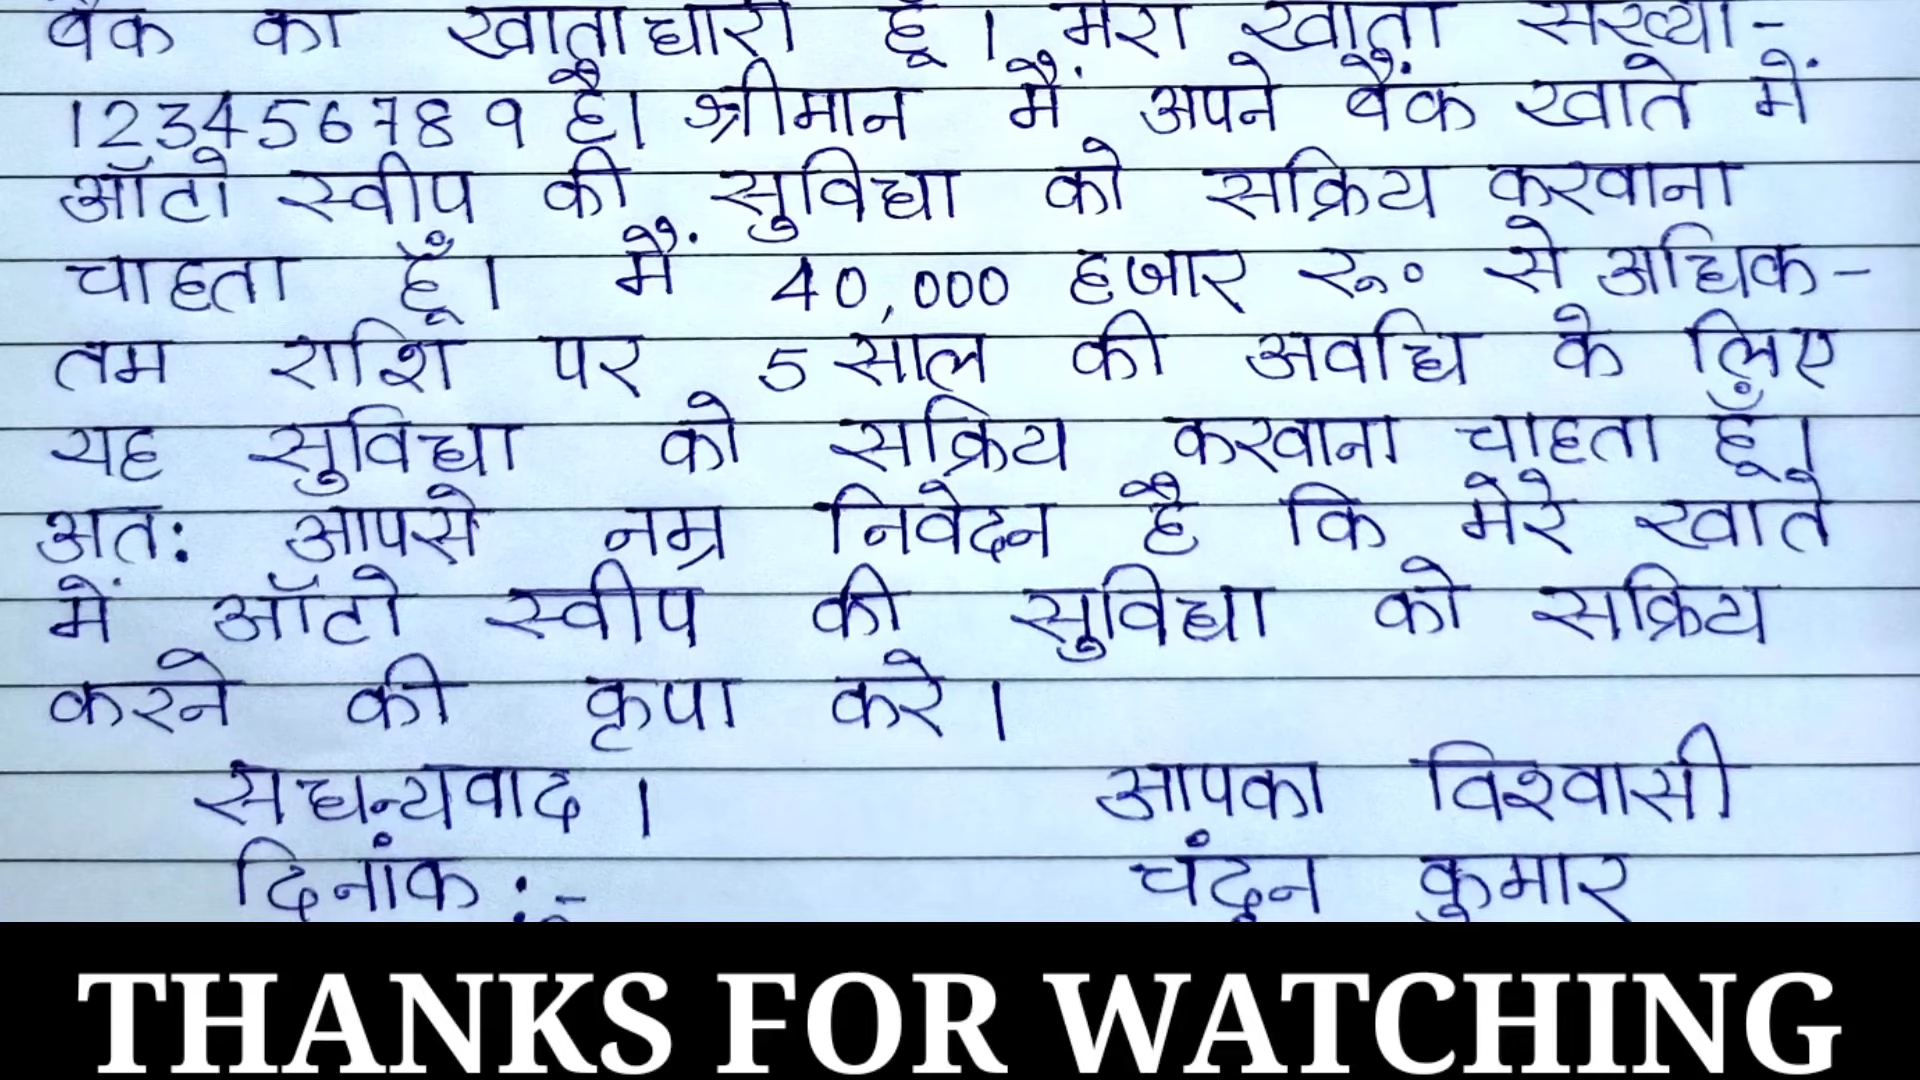 बैंक का खाताधारी हूँ। मेरा खाता संख्या-
123456789 है। श्रीमान मैं अपने बैंक खाते में
ऑटो स्वीप की सुविधा को सक्रिय करवाना
चाहता हूँ। मैं 40,000 हजार रू० से अधिक-
तम राशि पर 5 साल की अवधि के लिए
यह सुविधा को सक्रिय करवाना चाहता हूँ।
अतः आपसे नम्र निवेदन है कि मेरे खाते
में ऑटो स्वीप की सुविधा को सक्रिय
करने की कृपा करे।
सधन्यवाद। आपका विश्वासी
दिनांक:- चंदन कुमार
THANKS FOR WATCHING